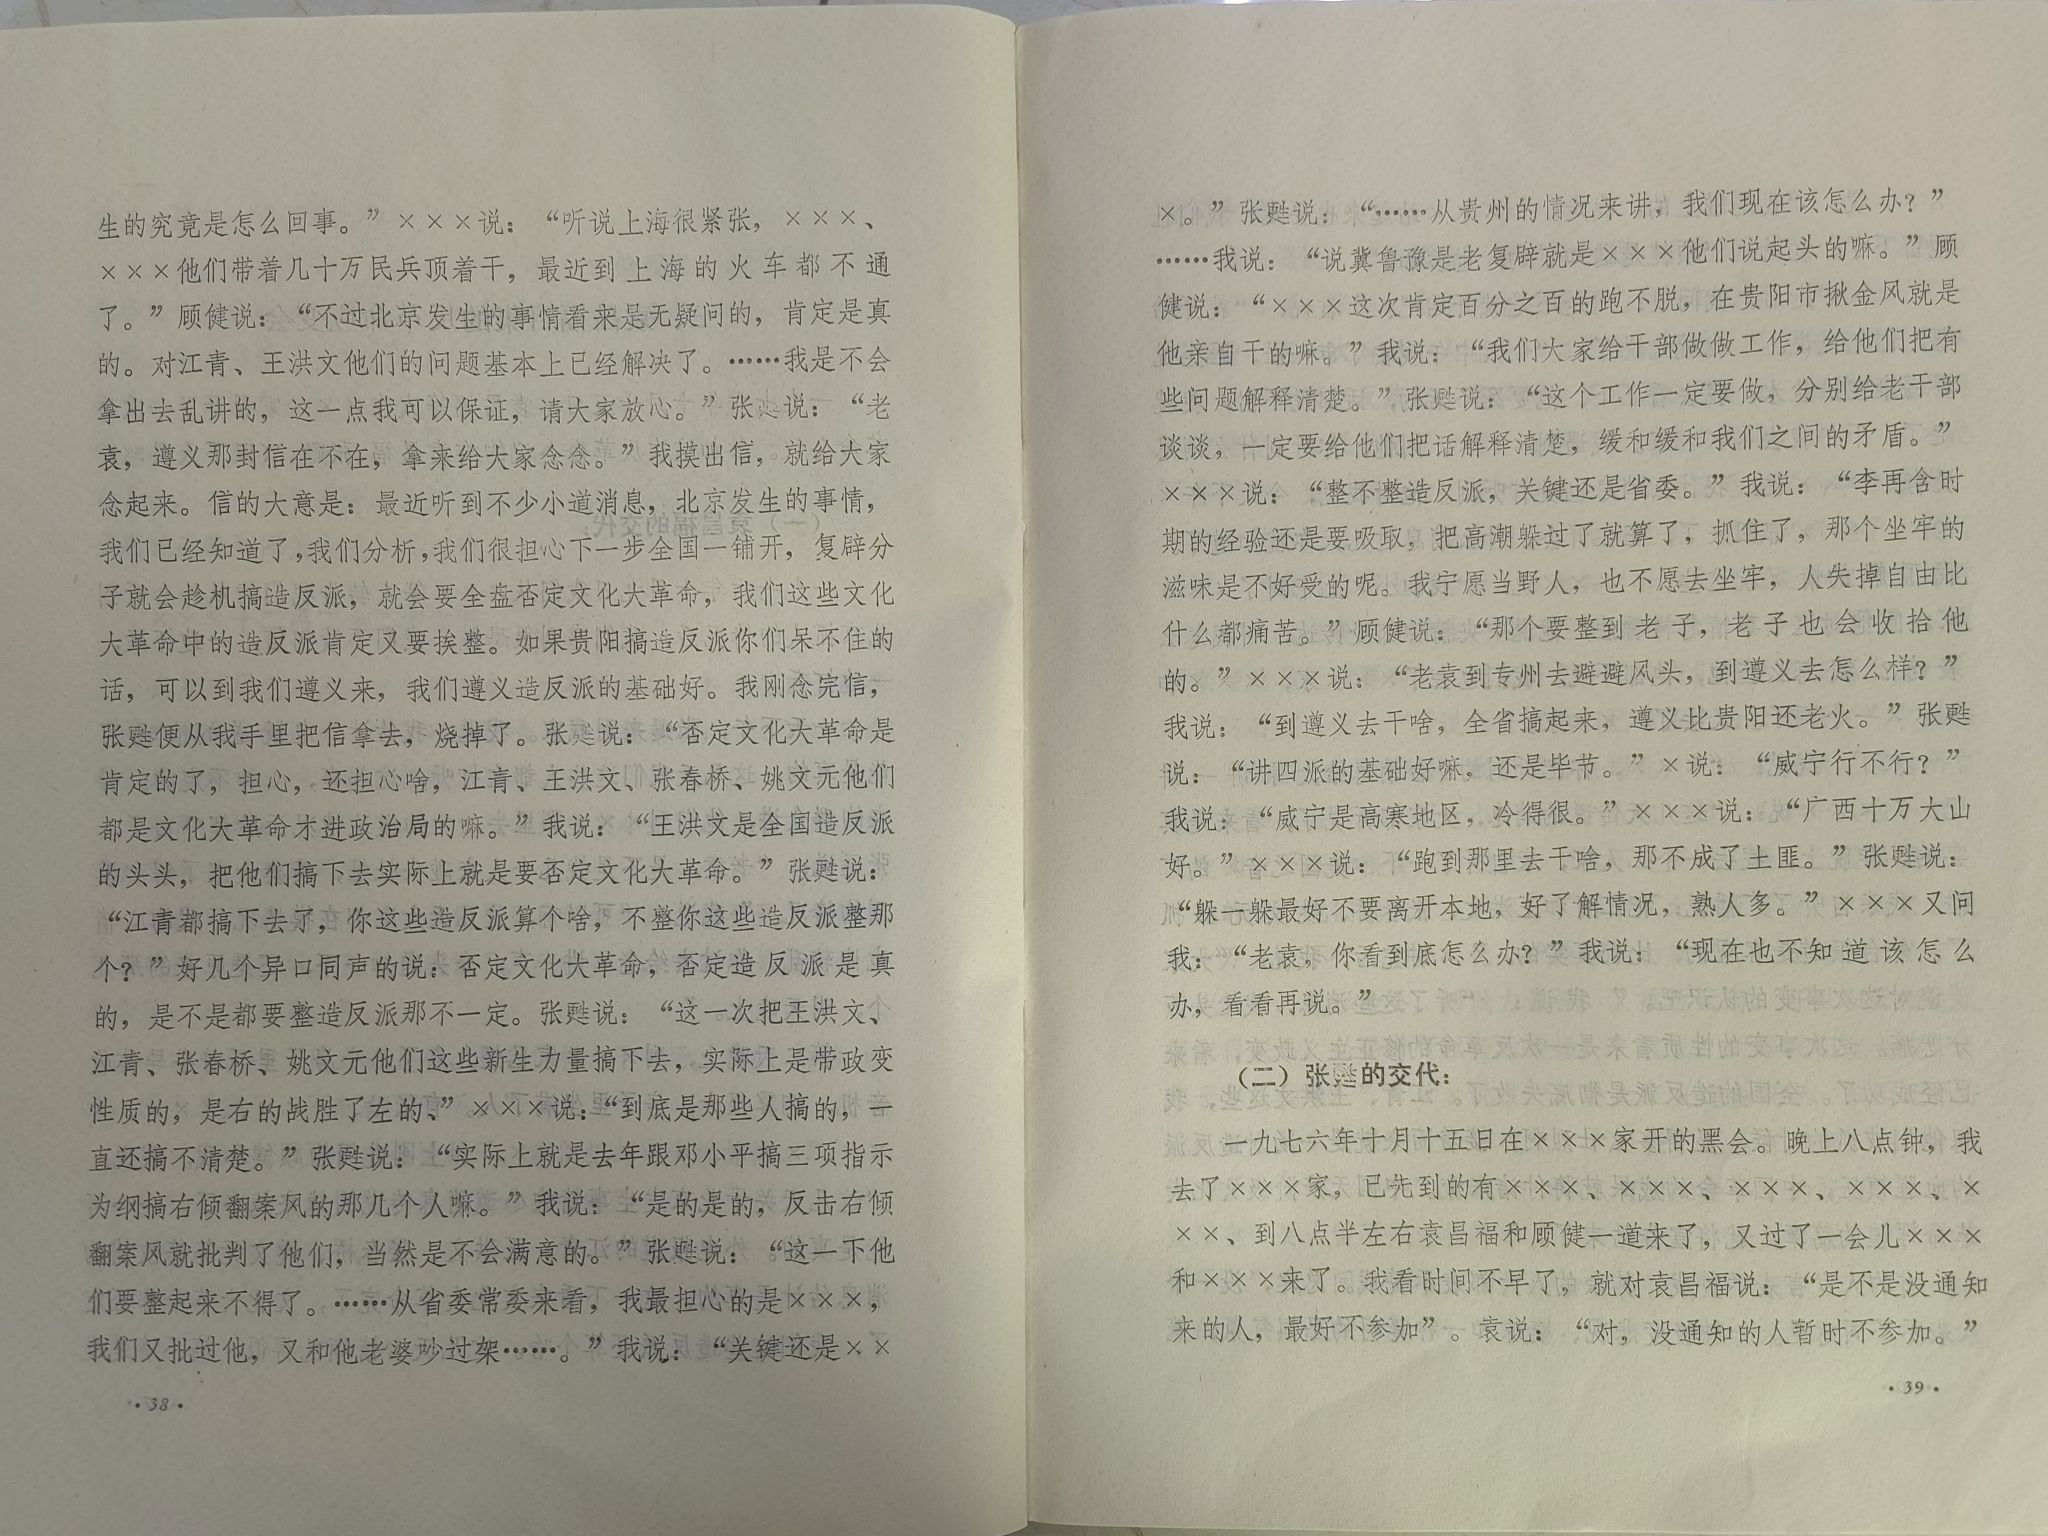 生的究竟是怎么回事。”×××说：“听说上海很紧张，×××、
×××他们带着几十万民兵顶着干，最近到上海的火车都不通
了。”顾健说：“不过北京发生的事情看来是无疑问的，肯定是真
的。对江青、王洪文他们的问题基本上已经解决了。……我是不会
拿出去乱讲的，这一点我可以保证，请大家放心。”张甦说：“老
袁，遵义那封信在不在，拿来给大家念念。”我摸出信，就给大家
念起来。信的大意是：最近听到不少小道消息，北京发生的事情，
我们已经知道了，我们分析，我们很担心下一步全国一铺开，复辟分
子就会趁机搞造反派，就会要全盘否定文化大革命，我们这些文化
大革命中的造反派肯定又要挨整。如果贵阳搞造反派你们呆不住的
话，可以到我们遵义来，我们遵义造反派的基础好。我刚念完信，
张甦便从我手里把信拿去，烧掉了。张甦说：“否定文化大革命是
肯定的了，担心，还担心啥，江青、王洪文、张春桥、姚文元他们
都是文化大革命才进政治局的嘛。”我说：“王洪文是全国造反派
的头头，把他们搞下去实际上就是要否定文化大革命。”张甦说：
“江青都搞下去了，你这些造反派算个啥，不整你这些造反派整那
个？”好几个异口同声的说：否定文化大革命，否定造反派是真
的，是不是都要整造反派那不一定。张甦说：“这一次把王洪文、
江青、张春桥、姚文元他们这些新生力量搞下去，实际上是带政变
性质的，是右的战胜了左的、”×××说：“到底是那些人搞的，一
直还搞不清楚。”张甦说：“实际上就是去年跟邓小平搞三项指示
为纲搞右倾翻案风的那几个人嘛。”我说：“是的是的，反击右倾
翻案风就批判了他们，当然是不会满意的。”张甦说：“这一下他
们要整起来不得了。……从省委常委来看，我最担心的是×××，
我们又批过他，又和他老婆吵过架……。”我说：“关键还是××
·38·
×。”张甦说：“……从贵州的情况来讲，我们现在该怎么办？”
……我说：“说冀鲁豫是老复辟就是×××他们说起头的嘛。”顾
健说：“×××这次肯定百分之百的跑不脱，在贵阳市揪金风就是
他亲自干的嘛。”我说：“我们大家给干部做做工作，给他们把有
些问题解释清楚。”张甦说：“这个工作一定要做，分别给老干部
谈谈，一定要给他们把话解释清楚，缓和缓和我们之间的矛盾。”
×××说：“整不整造反派，关键还是省委。”我说：“李再含时
期的经验还是要吸取，把高潮躲过了就算了，抓住了，那个坐牢的
滋味是不好受的呢。我宁愿当野人，也不愿去坐牢，人失掉自由比
什么都痛苦。”顾健说：“那个要整到老子，老子也会收拾他
的。”×××说：“老袁到专州去避避风头，到遵义去怎么样？”
我说：“到遵义去干啥，全省搞起来，遵义比贵阳还老火。”张甦
说：“讲四派的基础好嘛，还是毕节。”×说：“威宁行不行？”
我说：“威宁是高寒地区，冷得很。”×××说：“广西十万大山
好。”×××说：“跑到那里去干啥，那不成了土匪。”张甦说：
“躲一躲最好不要离开本地，好了解情况，熟人多。”×××又问
我：“老袁，你看到底怎么办？”我说：“现在也不知道该怎么
办，看看再说。”
（二）张甦的交代：
一九七六年十月十五日在×××家开的黑会。晚上八点钟，我
去了×××家，已先到的有×××、×××、×××、×××、×
××、到八点半左右袁昌福和顾健一道来了，又过了一会儿×××
和×××来了。我看时间不早了，就对袁昌福说：“是不是没通知
来的人，最好不参加”。袁说：“对，没通知的人暂时不参加。”
·39·